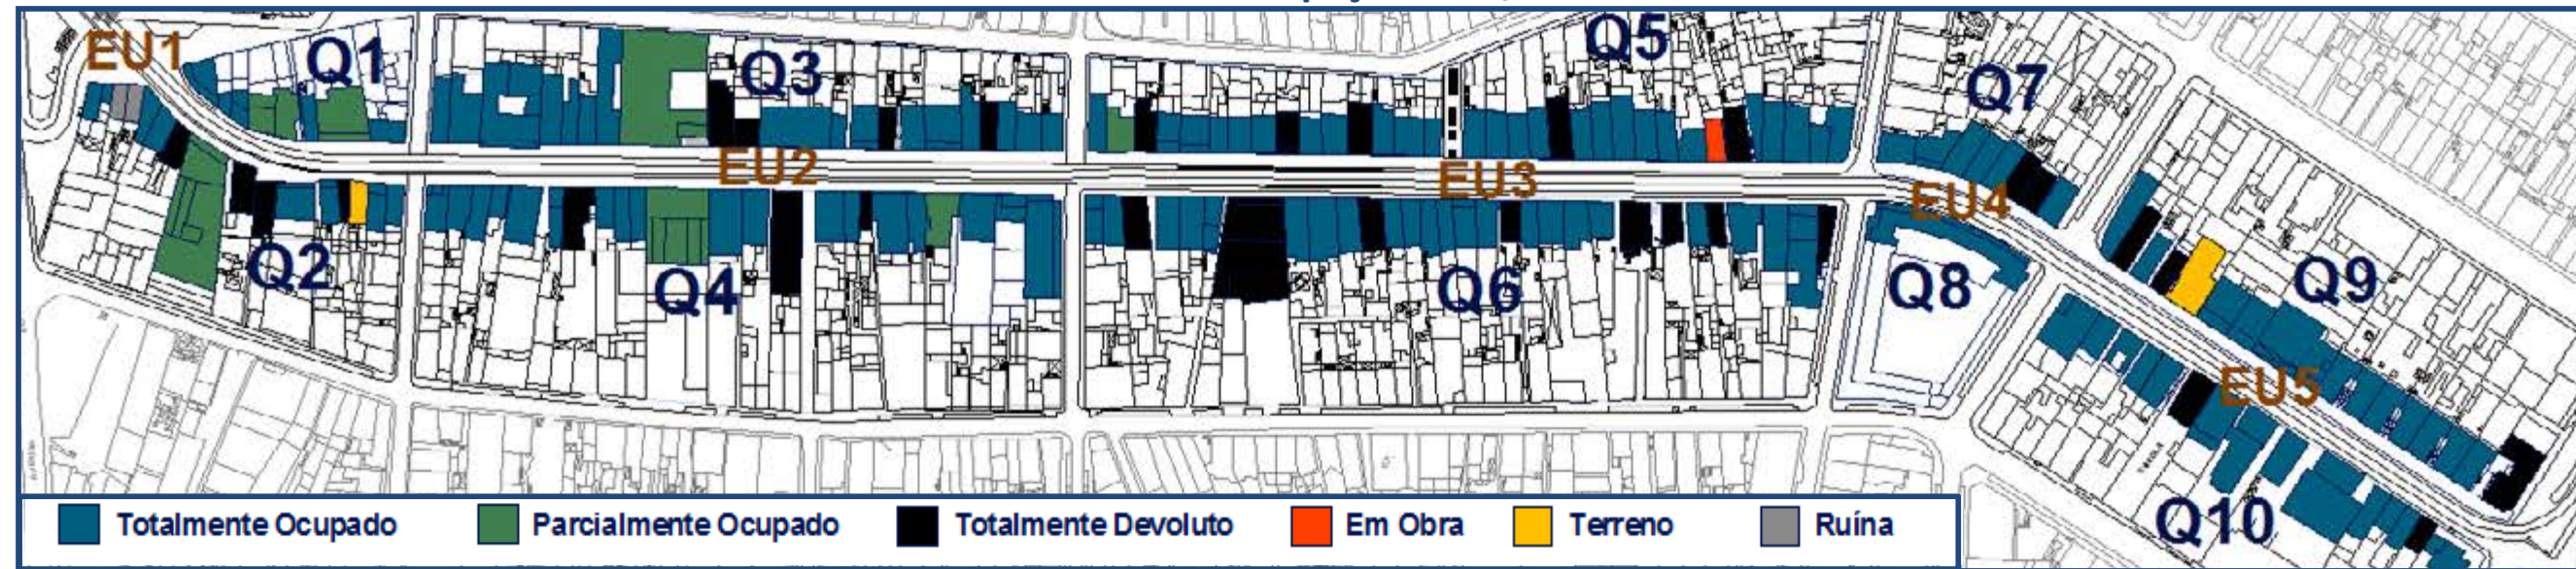 EU1
Q1
Q3
Q5
Q7
EU2
EU3
EU4
Q2
Q4
Q6
Q8
Q9
EU5
Q10
Totalmente Ocupado
Parcialmente Ocupado
Totalmente Devoluto
Em Obra
Terreno
Ruína